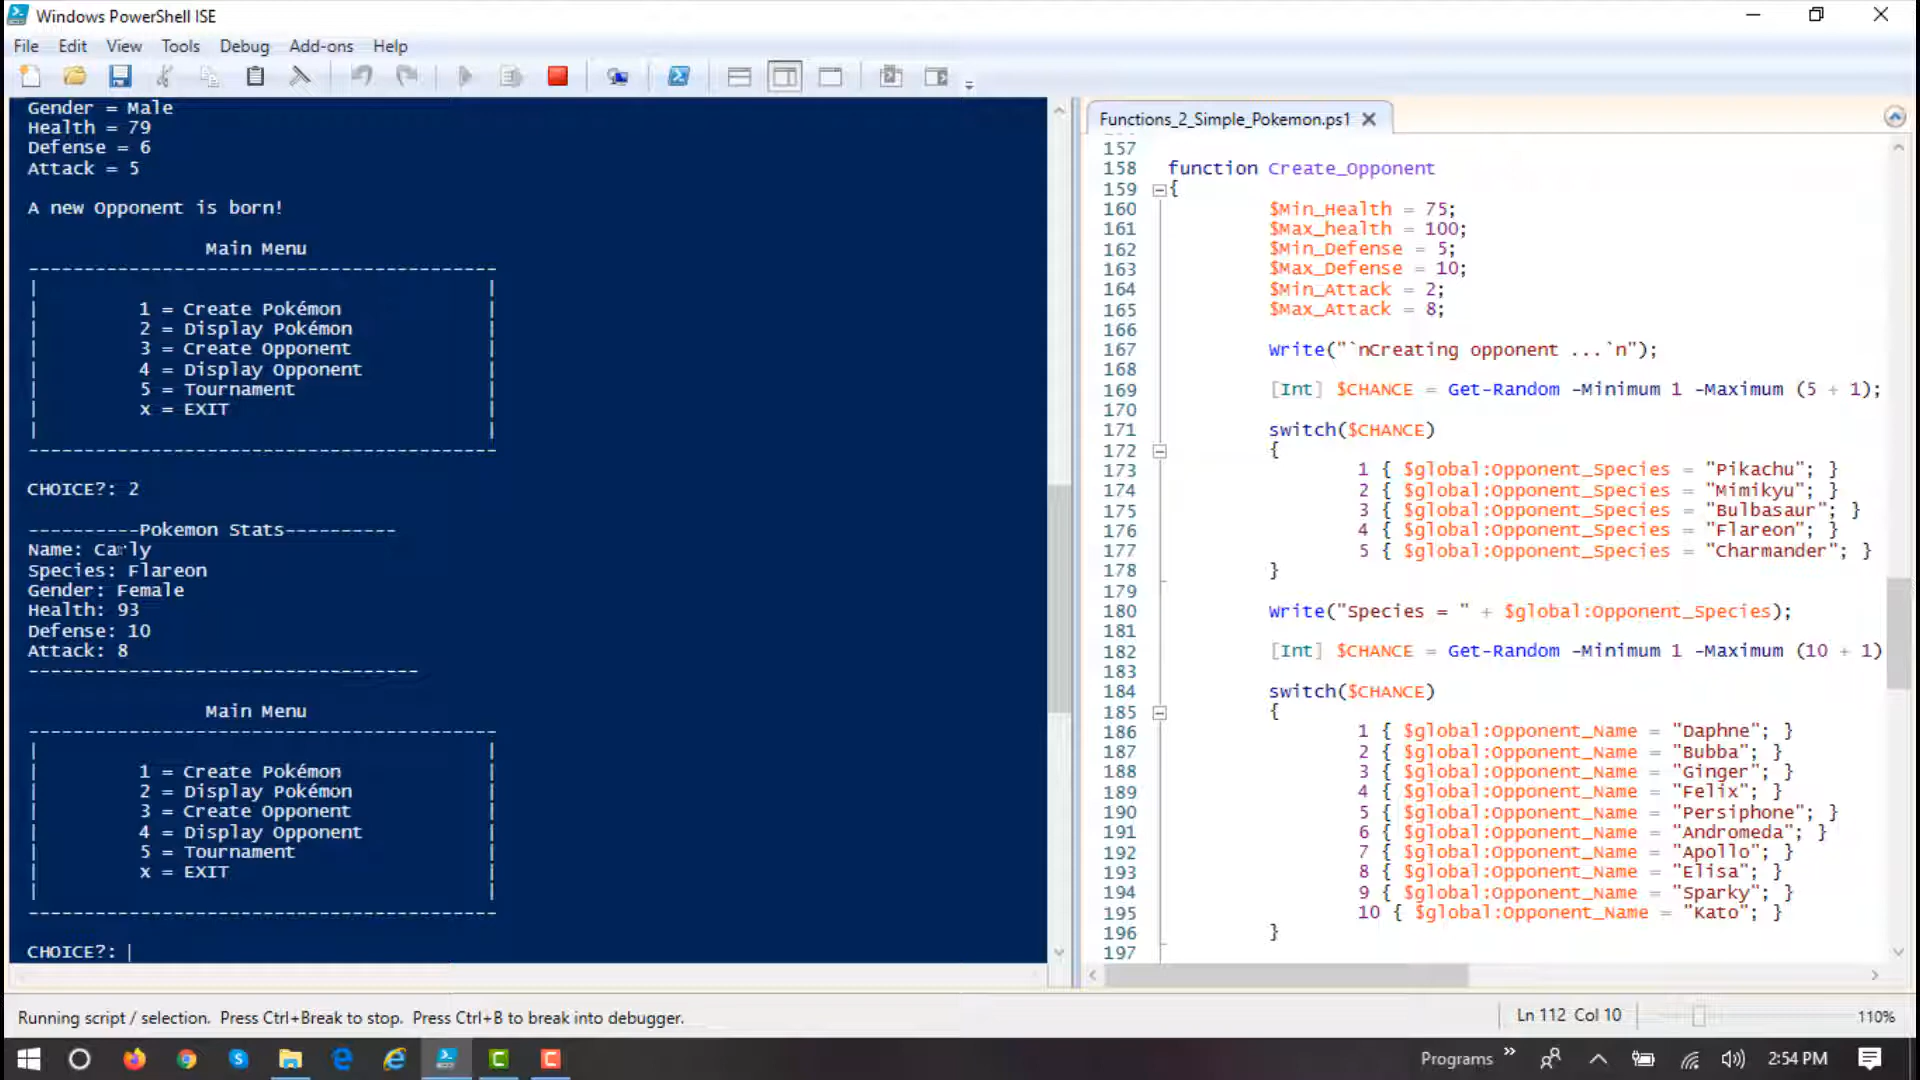 Windows PowerShell ISE
File Edit View Tools Debug Add-ons Help
Gender = Male
Health = 79
Defense = 6
Attack = 5
A new Opponent is born!
Main Menu
-----------------------------------------
| |
| 1 = Create Pokémon |
| 2 = Display Pokémon |
| 3 = Create Opponent |
| 4 = Display Opponent |
| 5 = Tournament |
| x = EXIT |
| |
-----------------------------------------
CHOICE?: 2
----------Pokemon Stats----------
Name: Carly
Species: Flareon
Gender: Female
Health: 93
Defense: 10
Attack: 8
-----------------------------------
Main Menu
-----------------------------------------
| |
| 1 = Create Pokémon |
| 2 = Display Pokémon |
| 3 = Create Opponent |
| 4 = Display Opponent |
| 5 = Tournament |
| x = EXIT |
| |
-----------------------------------------
CHOICE?: |
Functions_2_Simple_Pokemon.ps1
157
158 function Create_Opponent
159 {
160 $Min_Health = 75;
161 $Max_health = 100;
162 $Min_Defense = 5;
163 $Max_Defense = 10;
164 $Min_Attack = 2;
165 $Max_Attack = 8;
166
167 Write("`nCreating opponent ...`n");
168
169 [Int] $CHANCE = Get-Random -Minimum 1 -Maximum (5 + 1);
170
171 switch($CHANCE)
172 {
173 1 { $global:Opponent_Species = "Pikachu"; }
174 2 { $global:Opponent_Species = "Mimikyu"; }
175 3 { $global:Opponent_Species = "Bulbasaur"; }
176 4 { $global:Opponent_Species = "Flareon"; }
177 5 { $global:Opponent_Species = "Charmander"; }
178 }
179
180 Write("Species = " + $global:Opponent_Species);
181
182 [Int] $CHANCE = Get-Random -Minimum 1 -Maximum (10 + 1)
183
184 switch($CHANCE)
185 {
186 1 { $global:Opponent_Name = "Daphne"; }
187 2 { $global:Opponent_Name = "Bubba"; }
188 3 { $global:Opponent_Name = "Ginger"; }
189 4 { $global:Opponent_Name = "Felix"; }
190 5 { $global:Opponent_Name = "Persiphone"; }
191 6 { $global:Opponent_Name = "Andromeda"; }
192 7 { $global:Opponent_Name = "Apollo"; }
193 8 { $global:Opponent_Name = "Elisa"; }
194 9 { $global:Opponent_Name = "Sparky"; }
195 10 { $global:Opponent_Name = "Kato"; }
196 }
197
Running script / selection. Press Ctrl+Break to stop. Press Ctrl+B to break into debugger.
Ln 112 Col 10
110%
Programs
2:54 PM